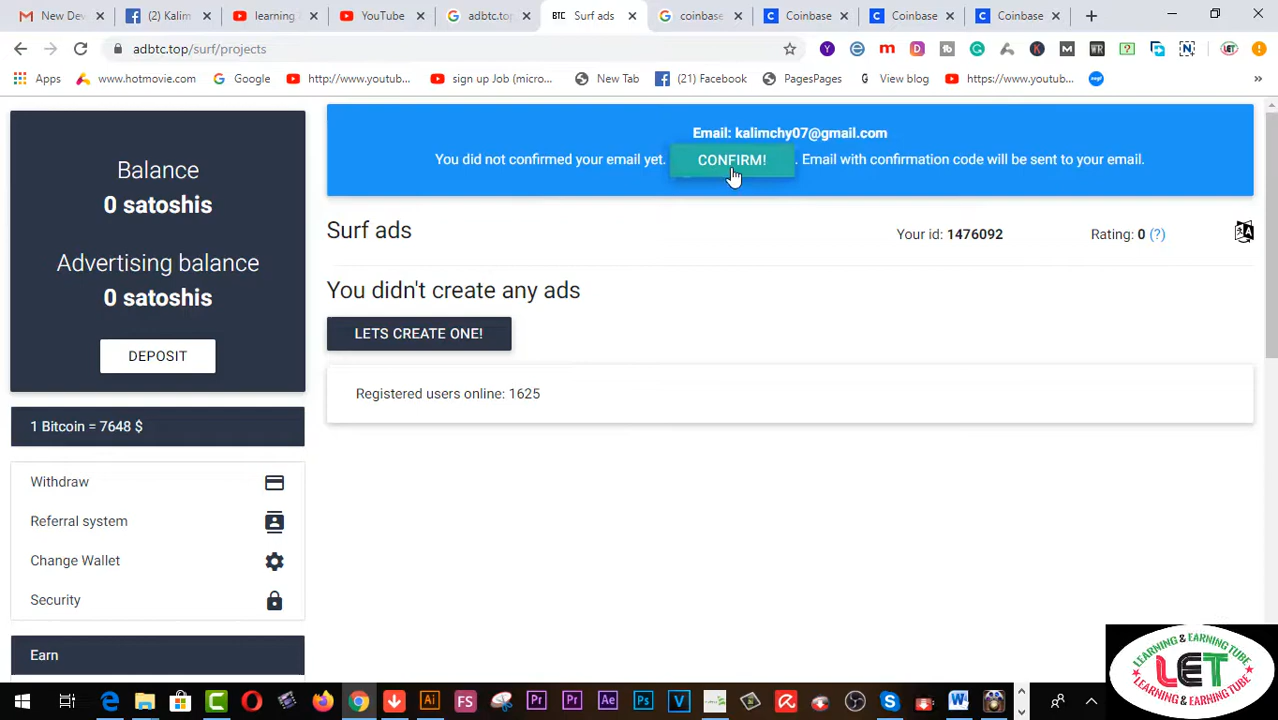 New Dev
(2) Kalim
learning
YouTube
adbtc.top
BTC Surf ads
coinbase
Coinbase
Coinbase
Coinbase
adbtc.top/surf/projects
Apps
www.hotmovie.com
Google
http://www.youtub...
sign up Job (micro...
New Tab
(21) Facebook
PagesPages
View blog
https://www.youtub...
Balance
0 satoshis
Advertising balance
0 satoshis
DEPOSIT
1 Bitcoin = 7648 $
Withdraw
Referral system
Change Wallet
Security
Earn
Email: kalimchy07@gmail.com
You did not confirmed your email yet. CONFIRM! . Email with confirmation code will be sent to your email.
Surf ads
Your id: 1476092
Rating: 0 (?)
You didn't create any ads
LETS CREATE ONE!
Registered users online: 1625
LEARNING & EARNING TUBE
LET
LEARNING & EARNING TUBE